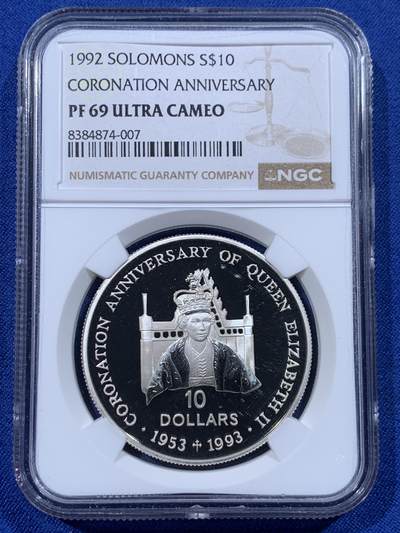 1992 SOLOMONS S$10
CORONATION ANNIVERSARY
PF 69 ULTRA CAMEO
8384874-007
NUMISMATIC GUARANTY COMPANY
NGC
CORONATION ANNIVERSARY OF QUEEN ELIZABETH II
10
DOLLARS
· 1953 ✝ 1993 ·